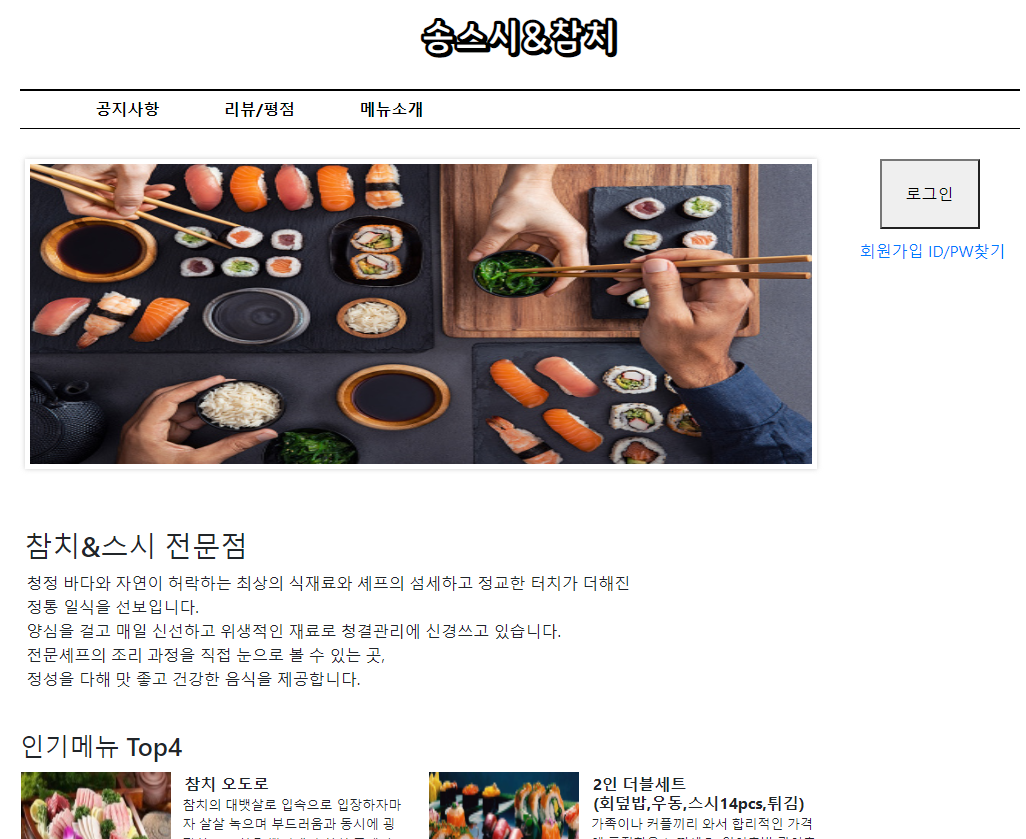 송스시&참치
공지사항 리뷰/평점 메뉴소개
로그인
회원가입 ID/PW찾기
참치&스시 전문점
청정 바다와 자연이 허락하는 최상의 식재료와 셰프의 섬세하고 정교한 터치가 더해진
정통 일식을 선보입니다.
양심을 걸고 매일 신선하고 위생적인 재료로 청결관리에 신경쓰고 있습니다.
전문셰프의 조리 과정을 직접 눈으로 볼 수 있는 곳,
정성을 다해 맛 좋고 건강한 음식을 제공합니다.
인기메뉴 Top4
참치 오도로
참치의 대뱃살로 입속으로 입장하자마
자 살살 녹으며 부드러움과 동시에 굉
2인 더블세트
(회덮밥,우동,스시14pcs,튀김)
가족이나 커플끼리 와서 합리적인 가격